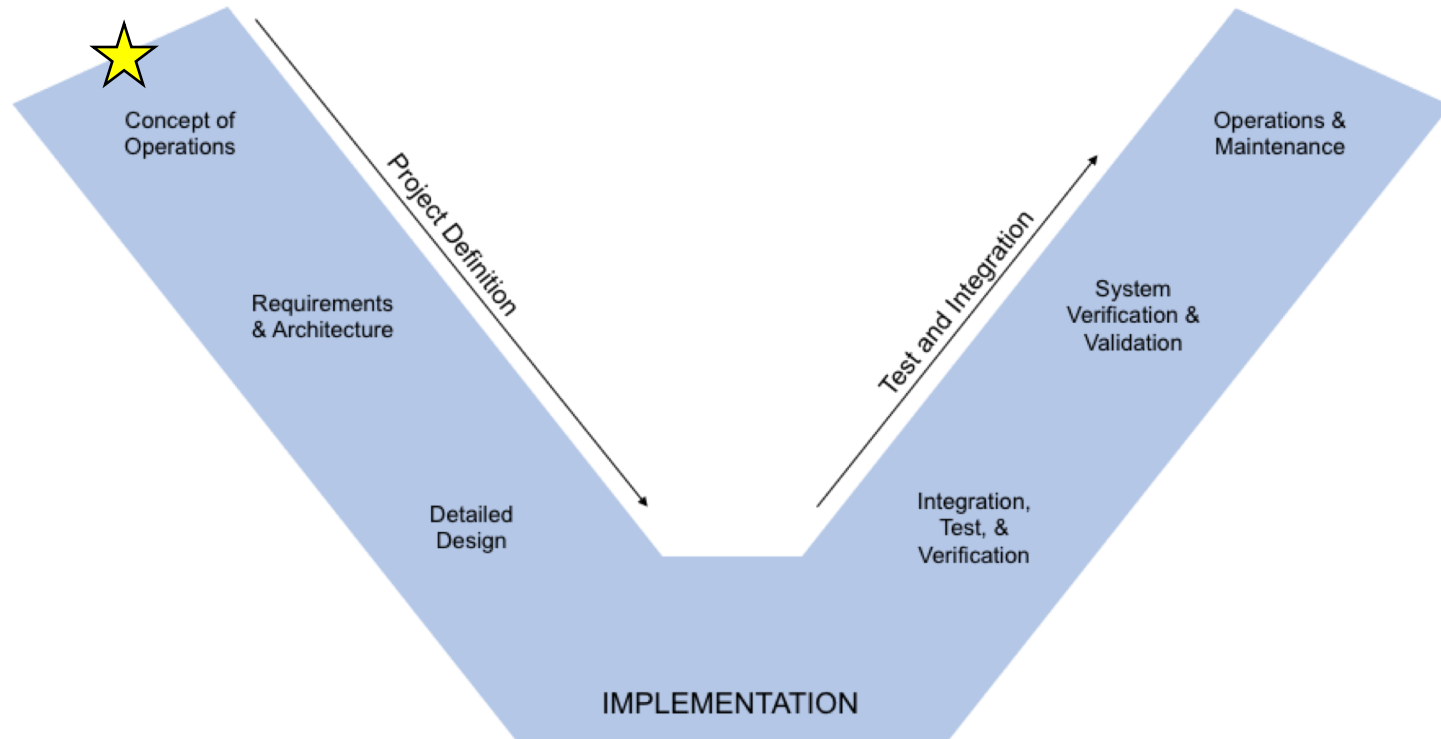 Concept of
Operations
Project Definition
Requirements
& Architecture
Detailed
Design
IMPLEMENTATION
Integration,
Test, &
Verification
Test and Integration
System
Verification &
Validation
Operations &
Maintenance